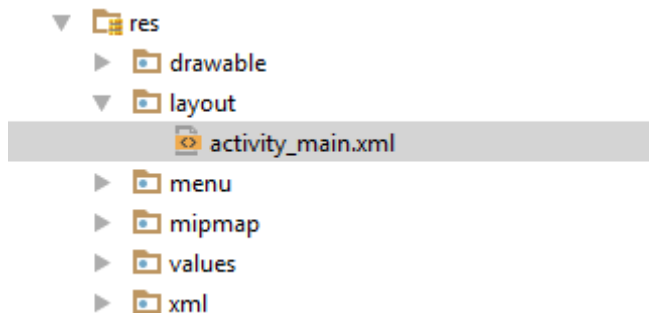 res
drawable
layout
activity_main.xml
menu
mipmap
values
xml